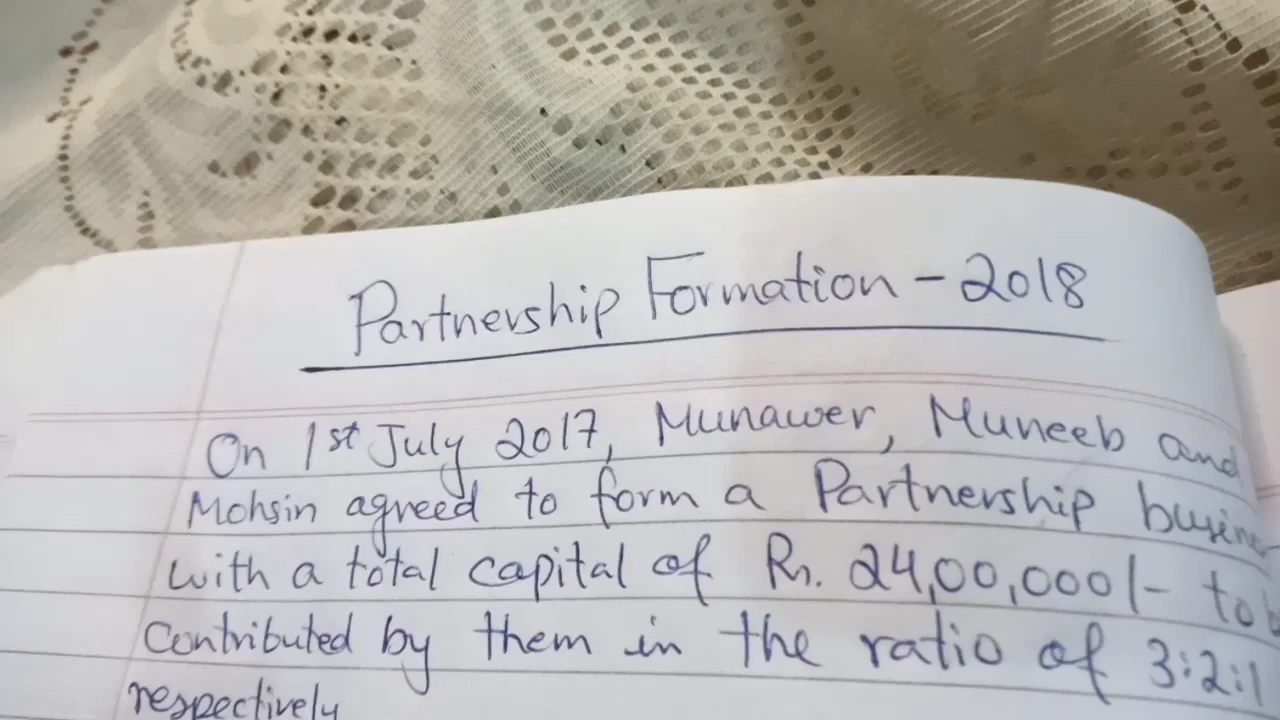 Partnership Formation - 2018
On 1st July 2017, Munawer, Muneeb and
Mohsin agreed to form a Partnership
with a total capital of Rs. 24,00,000/- to
Contributed by them in the ratio of 3:2:1
respectively